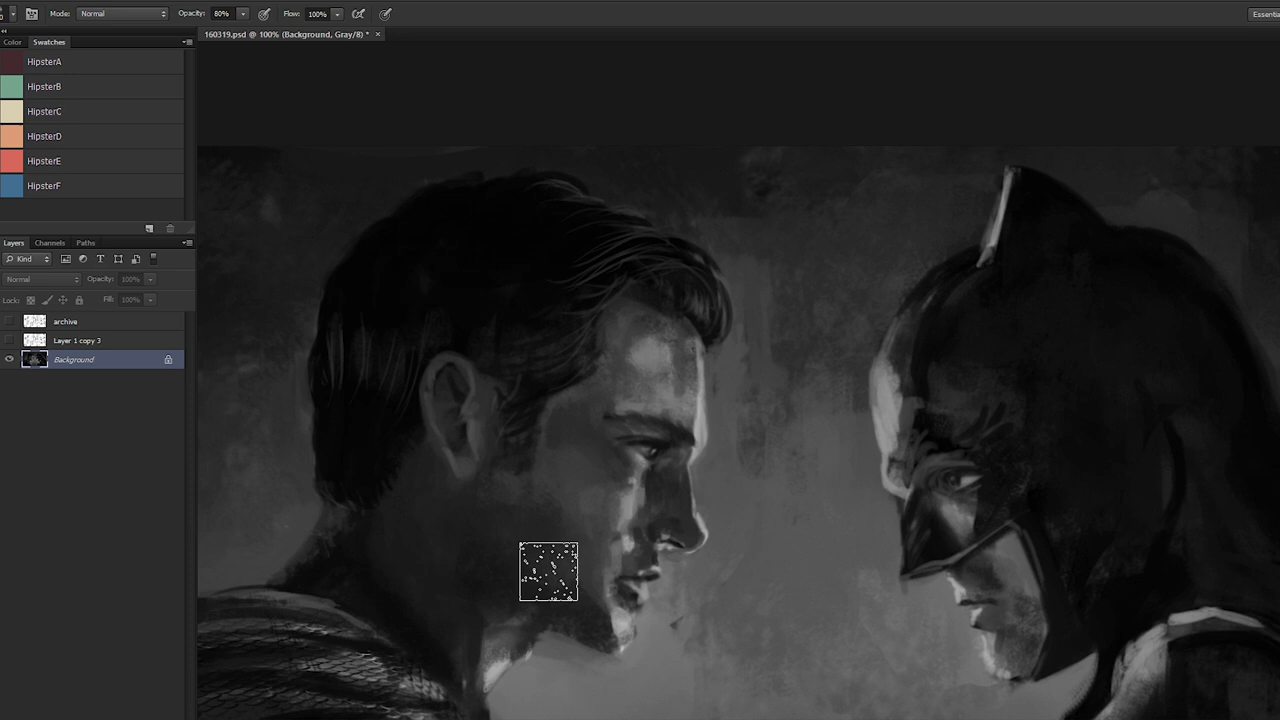 Mode: Normal Opacity: 80% Flow: 100% Essentia
160319.psd @ 100% (Background, Gray/8) * ×
Color Swatches
HipsterA
HipsterB
HipsterC
HipsterD
HipsterE
HipsterF
Layers Channels Paths
Kind
Normal Opacity: 100%
Lock: Fill: 100%
archive
Layer 1 copy 3
Background